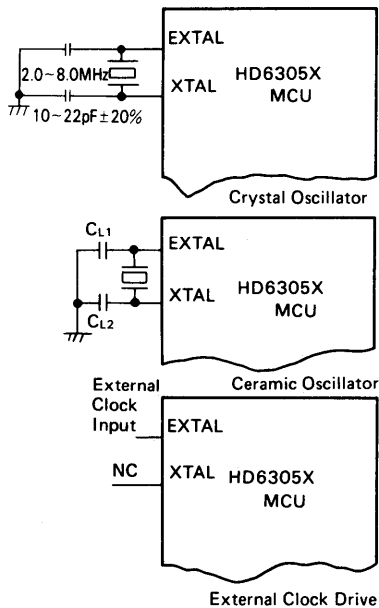 EXTAL
2.0~8.0MHz
HD6305X
MCU
XTAL
10~22pF±20%
Crystal Oscillator
CL1
EXTAL
HD6305X
MCU
XTAL
CL2
Ceramic Oscillator
External
Clock
Input
EXTAL
NC
XTAL
HD6305X
MCU
External Clock Drive